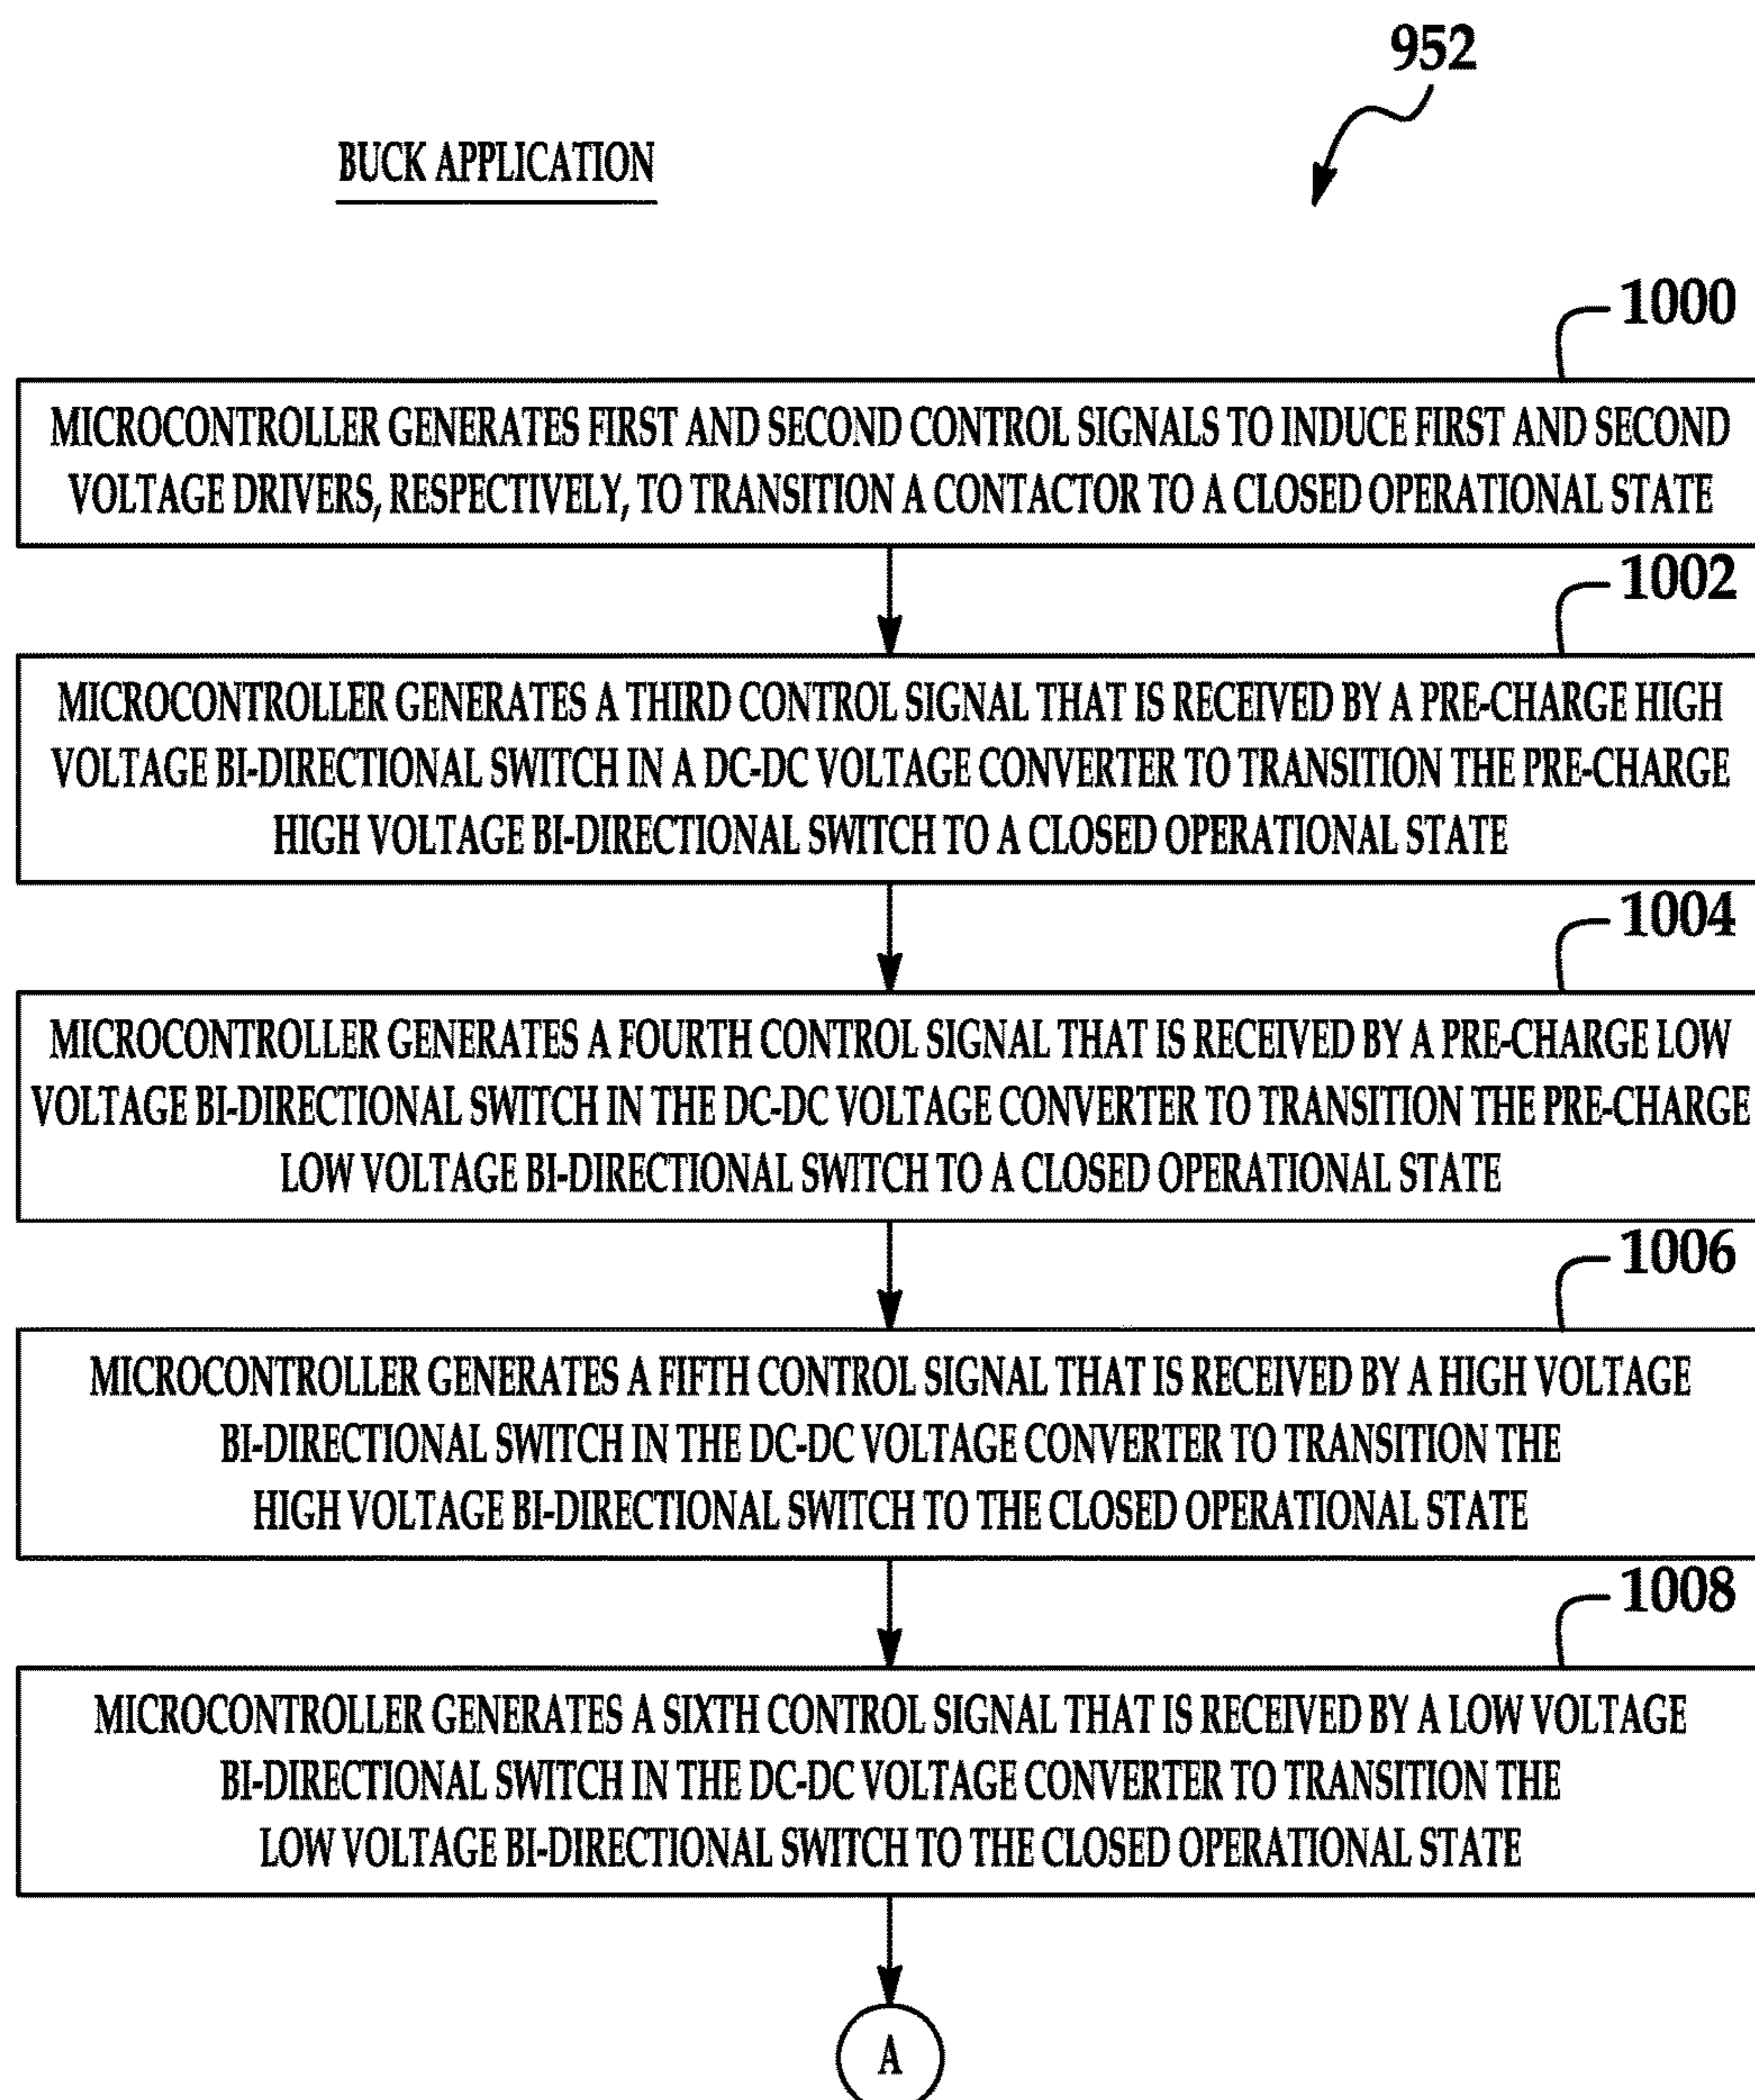 952
BUCK APPLICATION
1000
MICROCONTROLLER GENERATES FIRST AND SECOND CONTROL SIGNALS TO INDUCE FIRST AND SECOND
VOLTAGE DRIVERS, RESPECTIVELY, TO TRANSITION A CONTACTOR TO A CLOSED OPERATIONAL STATE
1002
MICROCONTROLLER GENERATES A THIRD CONTROL SIGNAL THAT IS RECEIVED BY A PRE-CHARGE HIGH
VOLTAGE BI-DIRECTIONAL SWITCH IN A DC-DC VOLTAGE CONVERTER TO TRANSITION THE PRE-CHARGE
HIGH VOLTAGE BI-DIRECTIONAL SWITCH TO A CLOSED OPERATIONAL STATE
1004
MICROCONTROLLER GENERATES A FOURTH CONTROL SIGNAL THAT IS RECEIVED BY A PRE-CHARGE LOW
VOLTAGE BI-DIRECTIONAL SWITCH IN THE DC-DC VOLTAGE CONVERTER TO TRANSITION THE PRE-CHARGE
LOW VOLTAGE BI-DIRECTIONAL SWITCH TO A CLOSED OPERATIONAL STATE
1006
MICROCONTROLLER GENERATES A FIFTH CONTROL SIGNAL THAT IS RECEIVED BY A HIGH VOLTAGE
BI-DIRECTIONAL SWITCH IN THE DC-DC VOLTAGE CONVERTER TO TRANSITION THE
HIGH VOLTAGE BI-DIRECTIONAL SWITCH TO THE CLOSED OPERATIONAL STATE
1008
MICROCONTROLLER GENERATES A SIXTH CONTROL SIGNAL THAT IS RECEIVED BY A LOW VOLTAGE
BI-DIRECTIONAL SWITCH IN THE DC-DC VOLTAGE CONVERTER TO TRANSITION THE
LOW VOLTAGE BI-DIRECTIONAL SWITCH TO THE CLOSED OPERATIONAL STATE
A